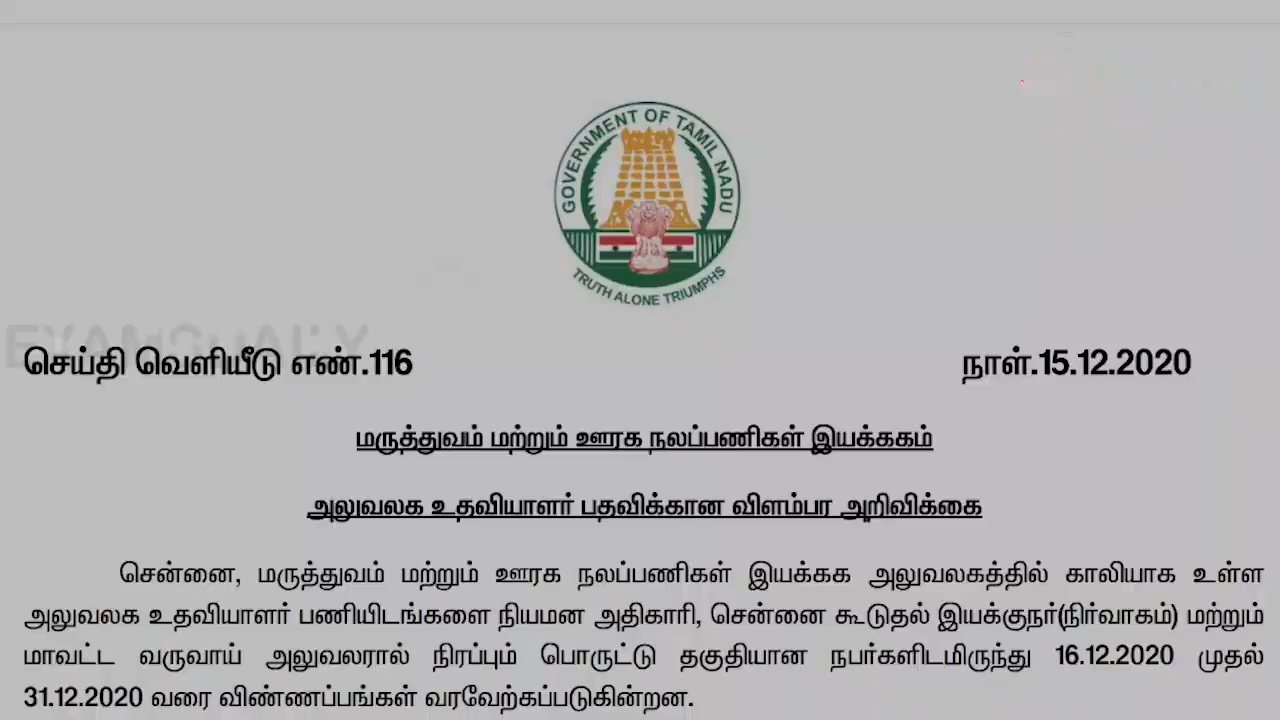 GOVERNMENT OF TAMIL NADU
TRUTH ALONE TRIUMPHS
செய்தி வெளியீடு எண்.116
நாள்.15.12.2020
மருத்துவம் மற்றும் ஊரக நலப்பணிகள் இயக்ககம்
அலுவலக உதவியாளர் பதவிக்கான விளம்பர அறிவிக்கை
சென்னை, மருத்துவம் மற்றும் ஊரக நலப்பணிகள் இயக்கக அலுவலகத்தில் காலியாக உள்ள
அலுவலக உதவியாளர் பணியிடங்களை நியமன அதிகாரி, சென்னை கூடுதல் இயக்குநர்(நிர்வாகம்) மற்றும்
மாவட்ட வருவாய் அலுவலரால் நிரப்பும் பொருட்டு தகுதியான நபர்களிடமிருந்து 16.12.2020 முதல்
31.12.2020 வரை விண்ணப்பங்கள் வரவேற்கப்படுகின்றன.